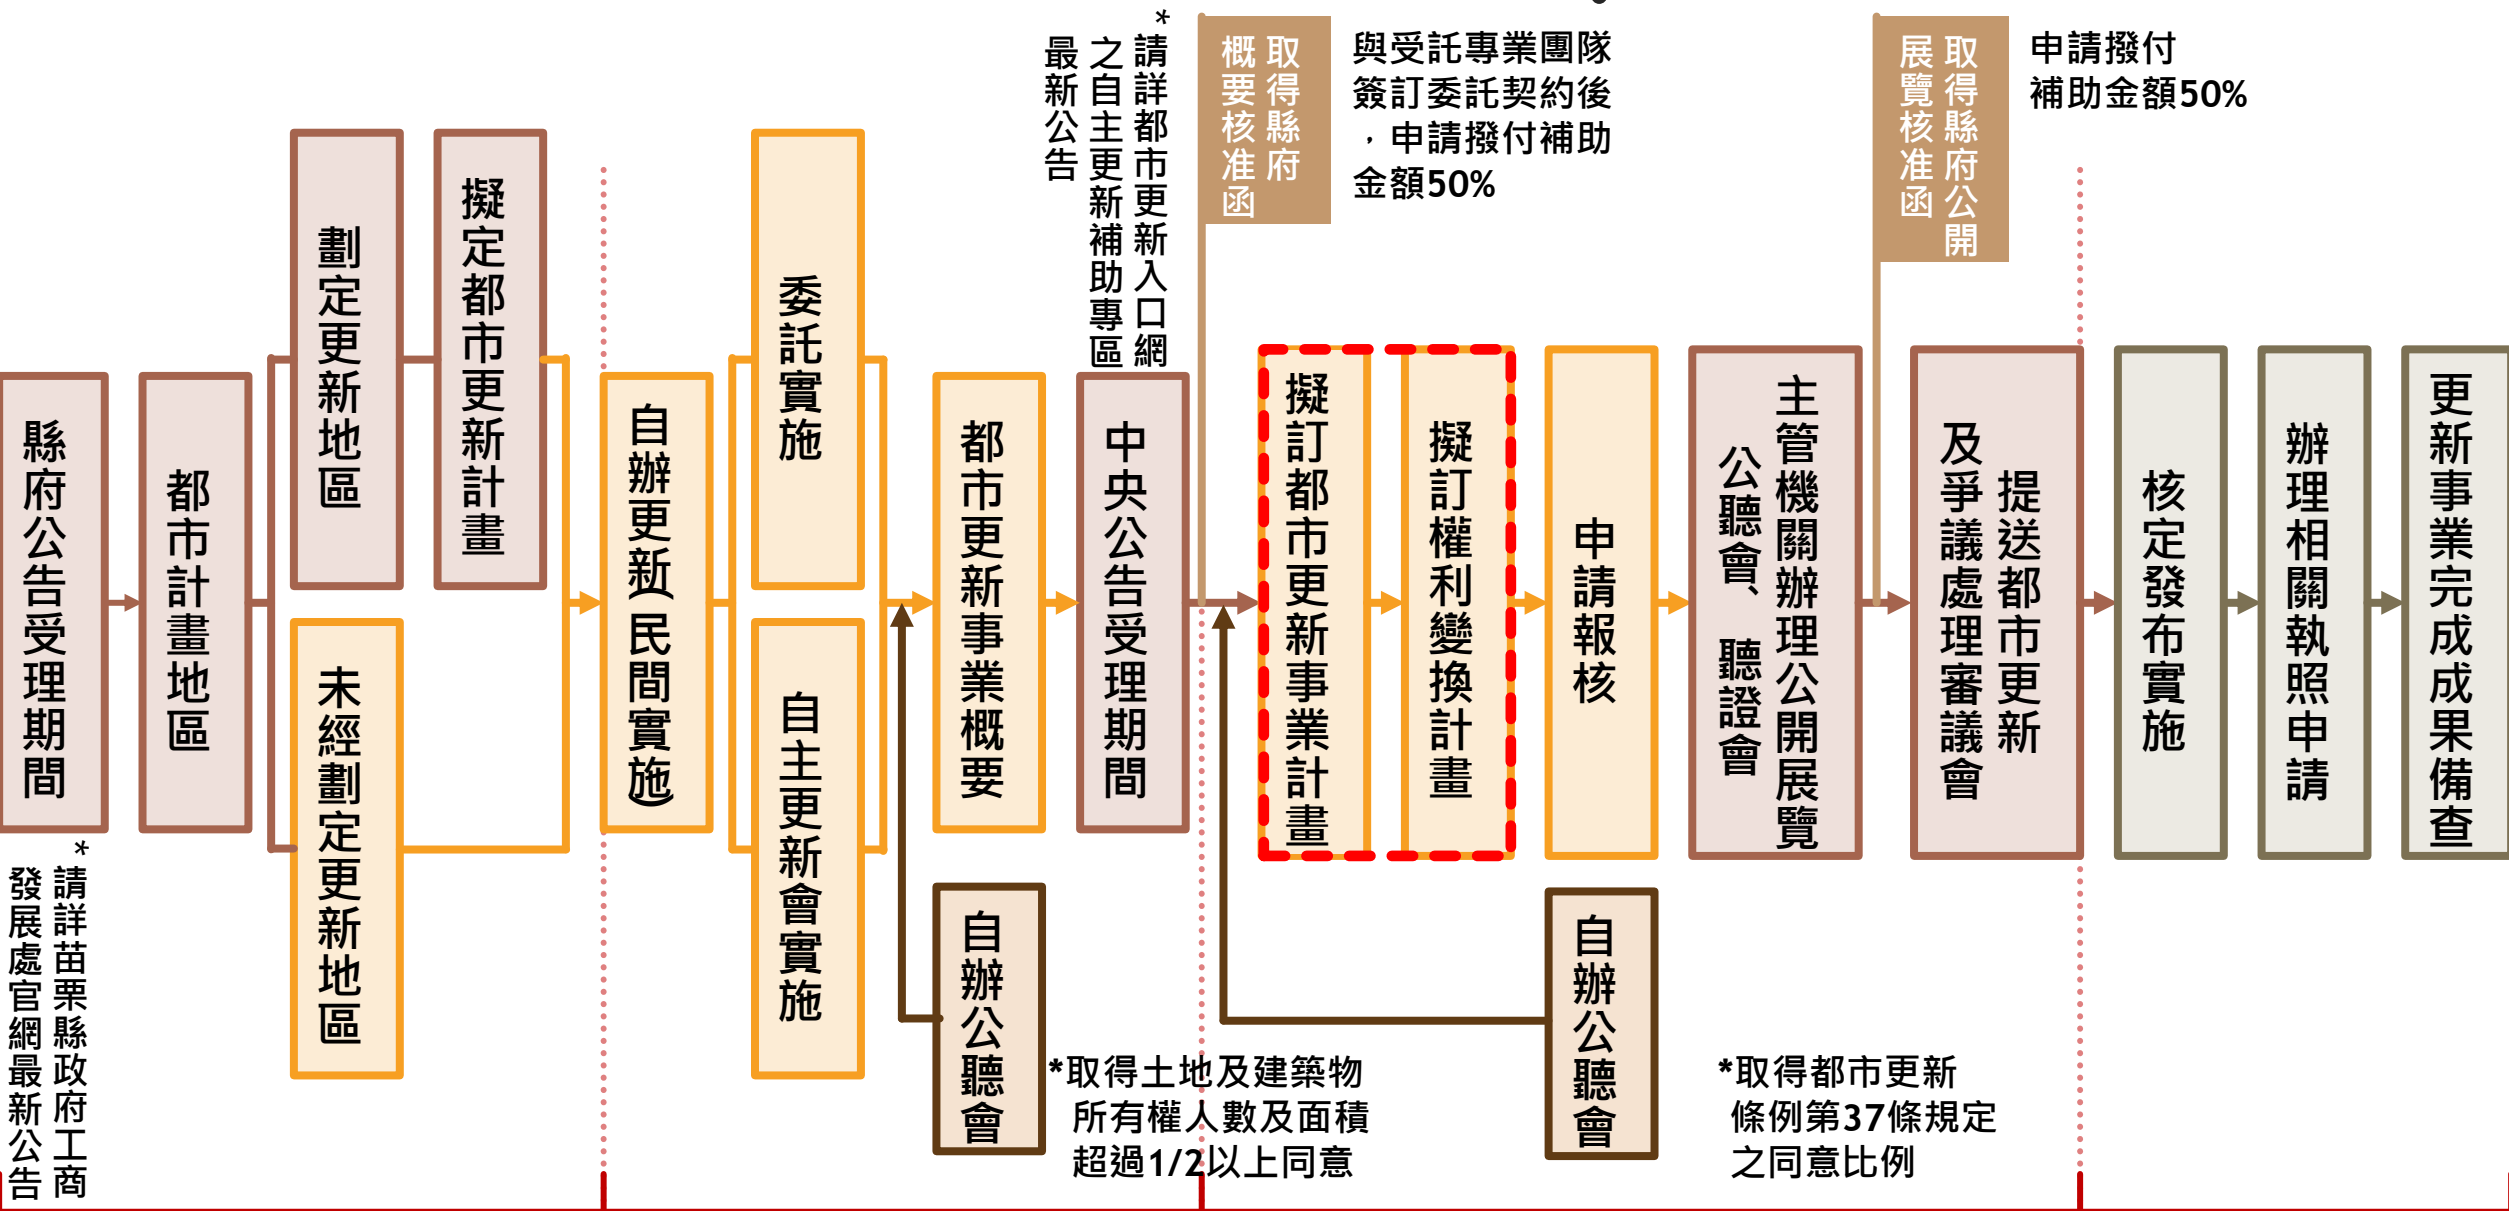 縣府公告受理期間
*請詳苗栗縣政府工商
發展處官網最新公告
都市計畫地區
劃定更新地區
擬定都市更新計畫
未經劃定更新地區
自辦更新(民間實施)
委託實施
自主更新會實施
都市更新事業概要
自辦公聽會
*取得土地及建築物
所有權人數及面積
超過1/2以上同意
中央公告受理期間
*請詳都市更新入口網
之自主更新補助專區
最新公告
取得縣府
概要核准函
與受託專業團隊
簽訂委託契約後
，申請撥付補助
金額50%
擬訂都市更新事業計畫
擬訂權利變換計畫
申請報核
自辦公聽會
*取得都市更新
條例第37條規定
之同意比例
主管機關辦理公開展覽
公聽會、聽證會
取得縣府公開
展覽核准函
申請撥付
補助金額50%
提送都市更新
及爭議處理審議會
核定發布實施
辦理相關執照申請
更新事業完成成果備查